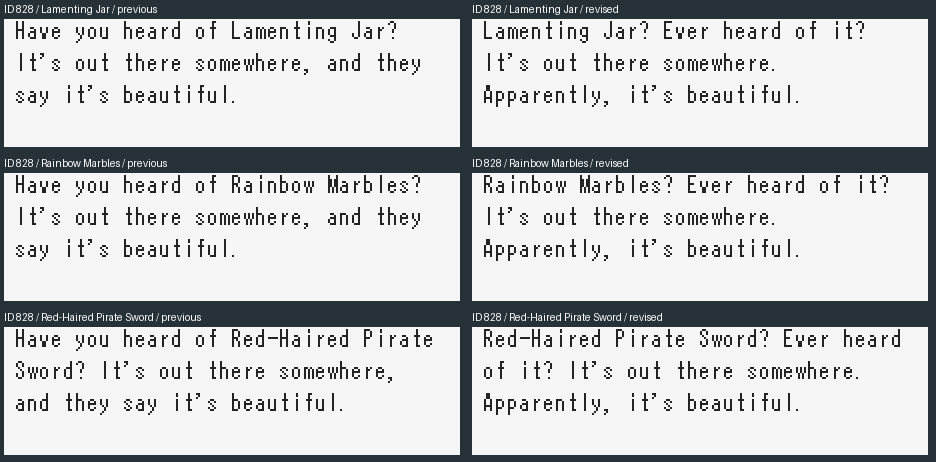 ID828 / Lamenting Jar / previous
Have you heard of Lamenting Jar?
It's out there somewhere, and they
say it's beautiful.
ID828 / Lamenting Jar / revised
Lamenting Jar? Ever heard of it?
It's out there somewhere.
Apparently, it's beautiful.
ID828 / Rainbow Marbles / previous
Have you heard of Rainbow Marbles?
It's out there somewhere, and they
say it's beautiful.
ID828 / Rainbow Marbles / revised
Rainbow Marbles? Ever heard of it?
It's out there somewhere.
Apparently, it's beautiful.
ID828 / Red-Haired Pirate Sword / previous
Have you heard of Red-Haired Pirate
Sword? It's out there somewhere,
and they say it's beautiful.
ID828 / Red-Haired Pirate Sword / revised
Red-Haired Pirate Sword? Ever heard
of it? It's out there somewhere.
Apparently, it's beautiful.